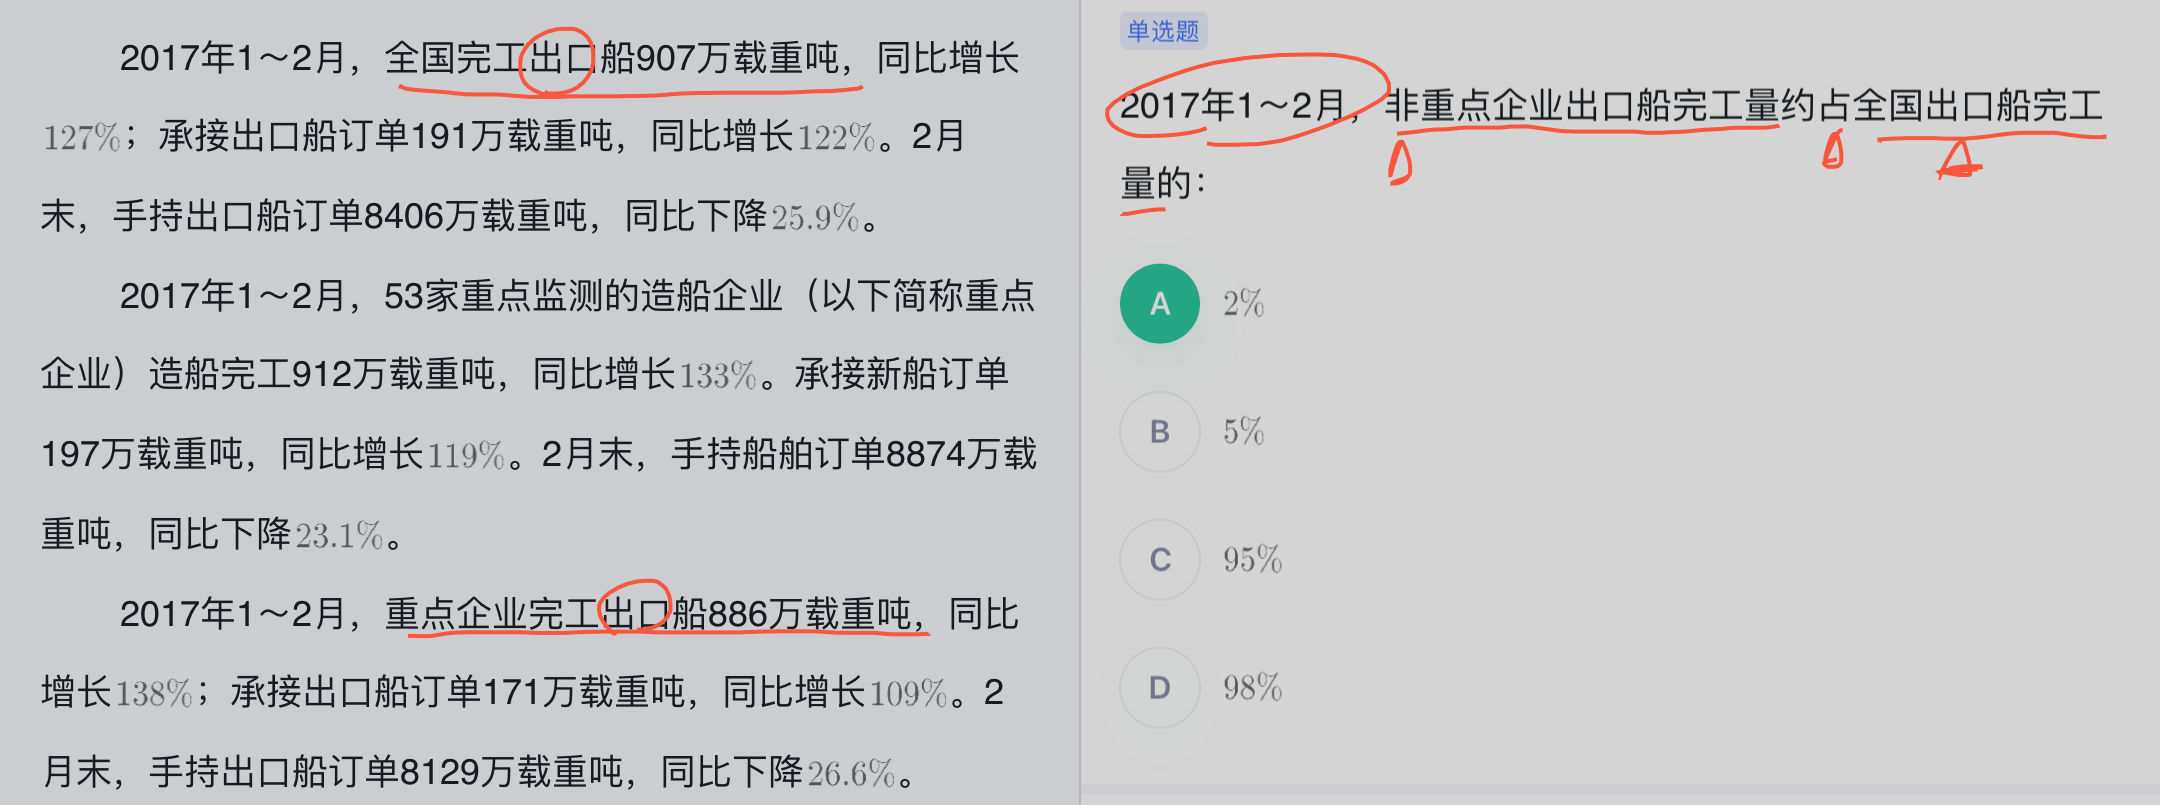 2017年1～2月，全国完工出口船907万载重吨，同比增长
127%；承接出口船订单191万载重吨，同比增长122%。2月
末，手持出口船订单8406万载重吨，同比下降25.9%。
2017年1～2月，53家重点监测的造船企业（以下简称重点
企业）造船完工912万载重吨，同比增长133%。承接新船订单
197万载重吨，同比增长119%。2月末，手持船舶订单8874万载
重吨，同比下降23.1%。
2017年1～2月，重点企业完工出口船886万载重吨，同比
增长138%；承接出口船订单171万载重吨，同比增长109%。2
月末，手持出口船订单8129万载重吨，同比下降26.6%。
单选题
2017年1～2月，非重点企业出口船完工量约占全国出口船完工
量的：
A 2%
B 5%
C 95%
D 98%